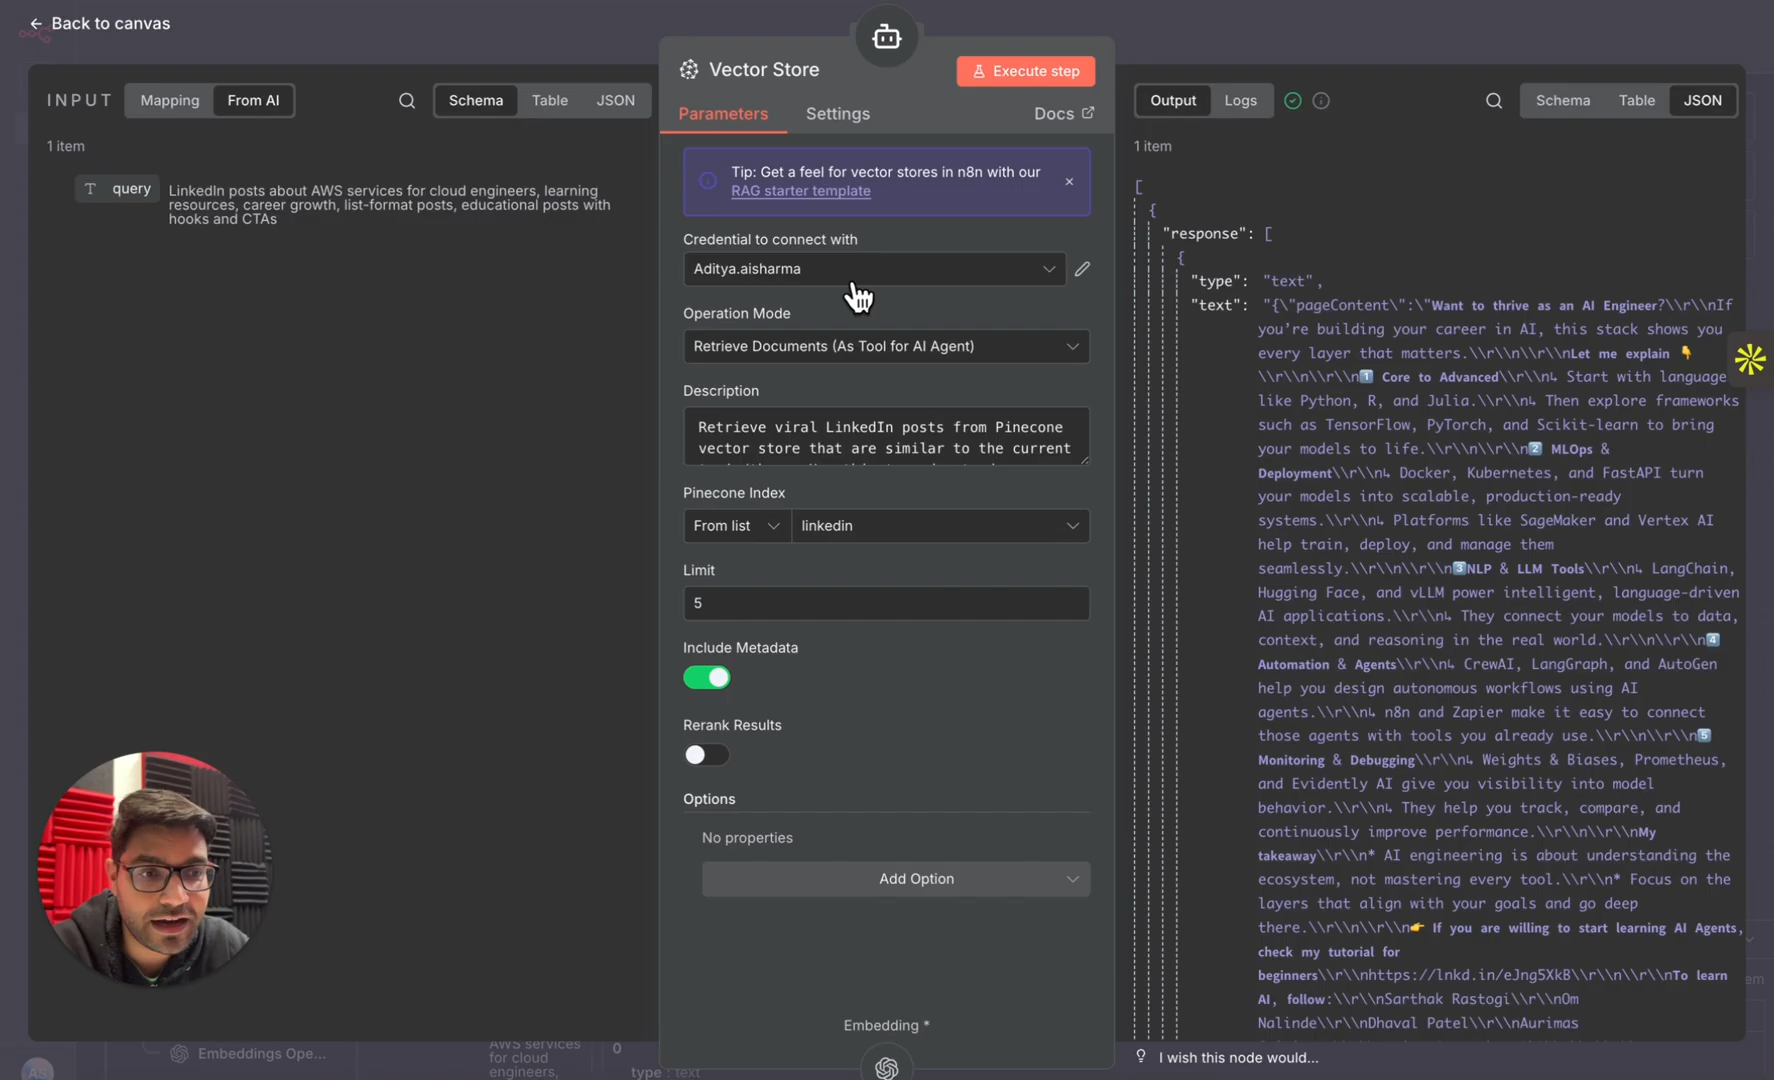 ← Back to canvas
INPUT
Mapping
From AI
Schema
Table
JSON
1 item
T query
LinkedIn posts about AWS services for cloud engineers, learning
resources, career growth, list-format posts, educational posts with
hooks and CTAs
Vector Store
Execute step
Parameters
Settings
Docs
Tip: Get a feel for vector stores in n8n with our
RAG starter template
×
Credential to connect with
Aditya.aisharma
Operation Mode
Retrieve Documents (As Tool for AI Agent)
Description
Retrieve viral LinkedIn posts from Pinecone
vector store that are similar to the current
Pinecone Index
From list
linkedin
Limit
5
Include Metadata
Rerank Results
Options
No properties
Add Option
Embedding *
Output
Logs
Schema
Table
JSON
1 item
[
{
"response": [
{
"type": "text",
"text": "{\"pageContent\":\"Want to thrive as an AI Engineer?\\r\\nIf
you’re building your career in AI, this stack shows you
every layer that matters.\\r\\n\\r\\nLet me explain 👇
\\r\\n\\r\\n1️⃣ Core to Advanced\\r\\n↳ Start with language
like Python, R, and Julia.\\r\\n↳ Then explore frameworks
such as TensorFlow, PyTorch, and Scikit-learn to bring
your models to life.\\r\\n\\r\\n2️⃣ MLOps &
Deployment\\r\\n↳ Docker, Kubernetes, and FastAPI turn
your models into scalable, production-ready
systems.\\r\\n↳ Platforms like SageMaker and Vertex AI
help train, deploy, and manage them
seamlessly.\\r\\n\\r\\n3️⃣NLP & LLM Tools\\r\\n↳ LangChain,
Hugging Face, and vLLM power intelligent, language-driven
AI applications.\\r\\n↳ They connect your models to data,
context, and reasoning in the real world.\\r\\n\\r\\n4️⃣
Automation & Agents\\r\\n↳ CrewAI, LangGraph, and AutoGen
help you design autonomous workflows using AI
agents.\\r\\n↳ n8n and Zapier make it easy to connect
those agents with tools you already use.\\r\\n\\r\\n5️⃣
Monitoring & Debugging\\r\\n↳ Weights & Biases, Prometheus,
and Evidently AI give you visibility into model
behavior.\\r\\n↳ They help you track, compare, and
continuously improve performance.\\r\\n\\r\\nMy
takeaway\\r\\n* AI engineering is about understanding the
ecosystem, not mastering every tool.\\r\\n* Focus on the
layers that align with your goals and go deep
there.\\r\\n\\r\\n👉 If you are willing to start learning AI Agents,
check my tutorial for
beginners\\r\\nhttps://lnkd.in/eJng5XkB\\r\\n\\r\\nTo learn
AI, follow:\\r\\nSarthak Rastogi\\r\\nOm
Nalinde\\r\\nDhaval Patel\\r\\nAurimas
I wish this node would...
AS
Embeddings Ope...
AWS services
for cloud
engineers,
0
type : text
em